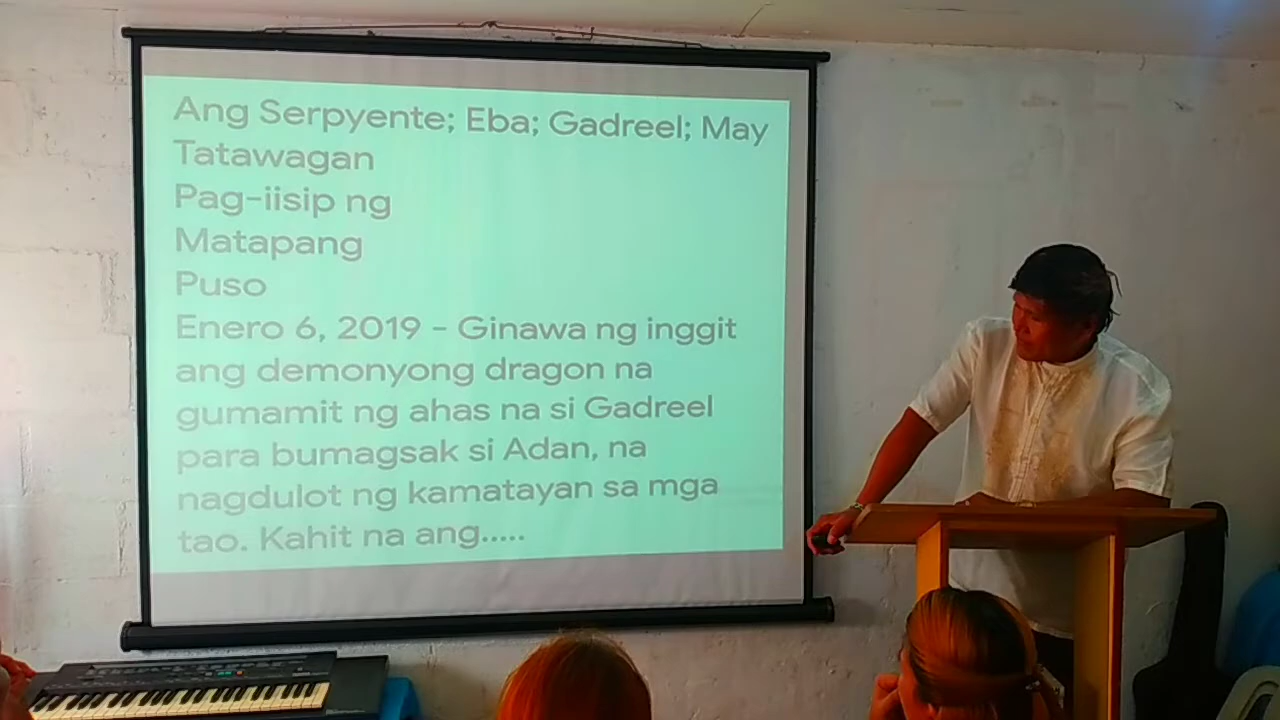 Ang Serpyente; Eba; Gadreel; May
Tatawagan
Pag-iisip ng
Matapang
Puso
Enero 6, 2019 - Ginawa ng inggit
ang demonyong dragon na
gumamit ng ahas na si Gadreel
para bumagsak si Adan, na
nagdulot ng kamatayan sa mga
tao. Kahit na ang.....